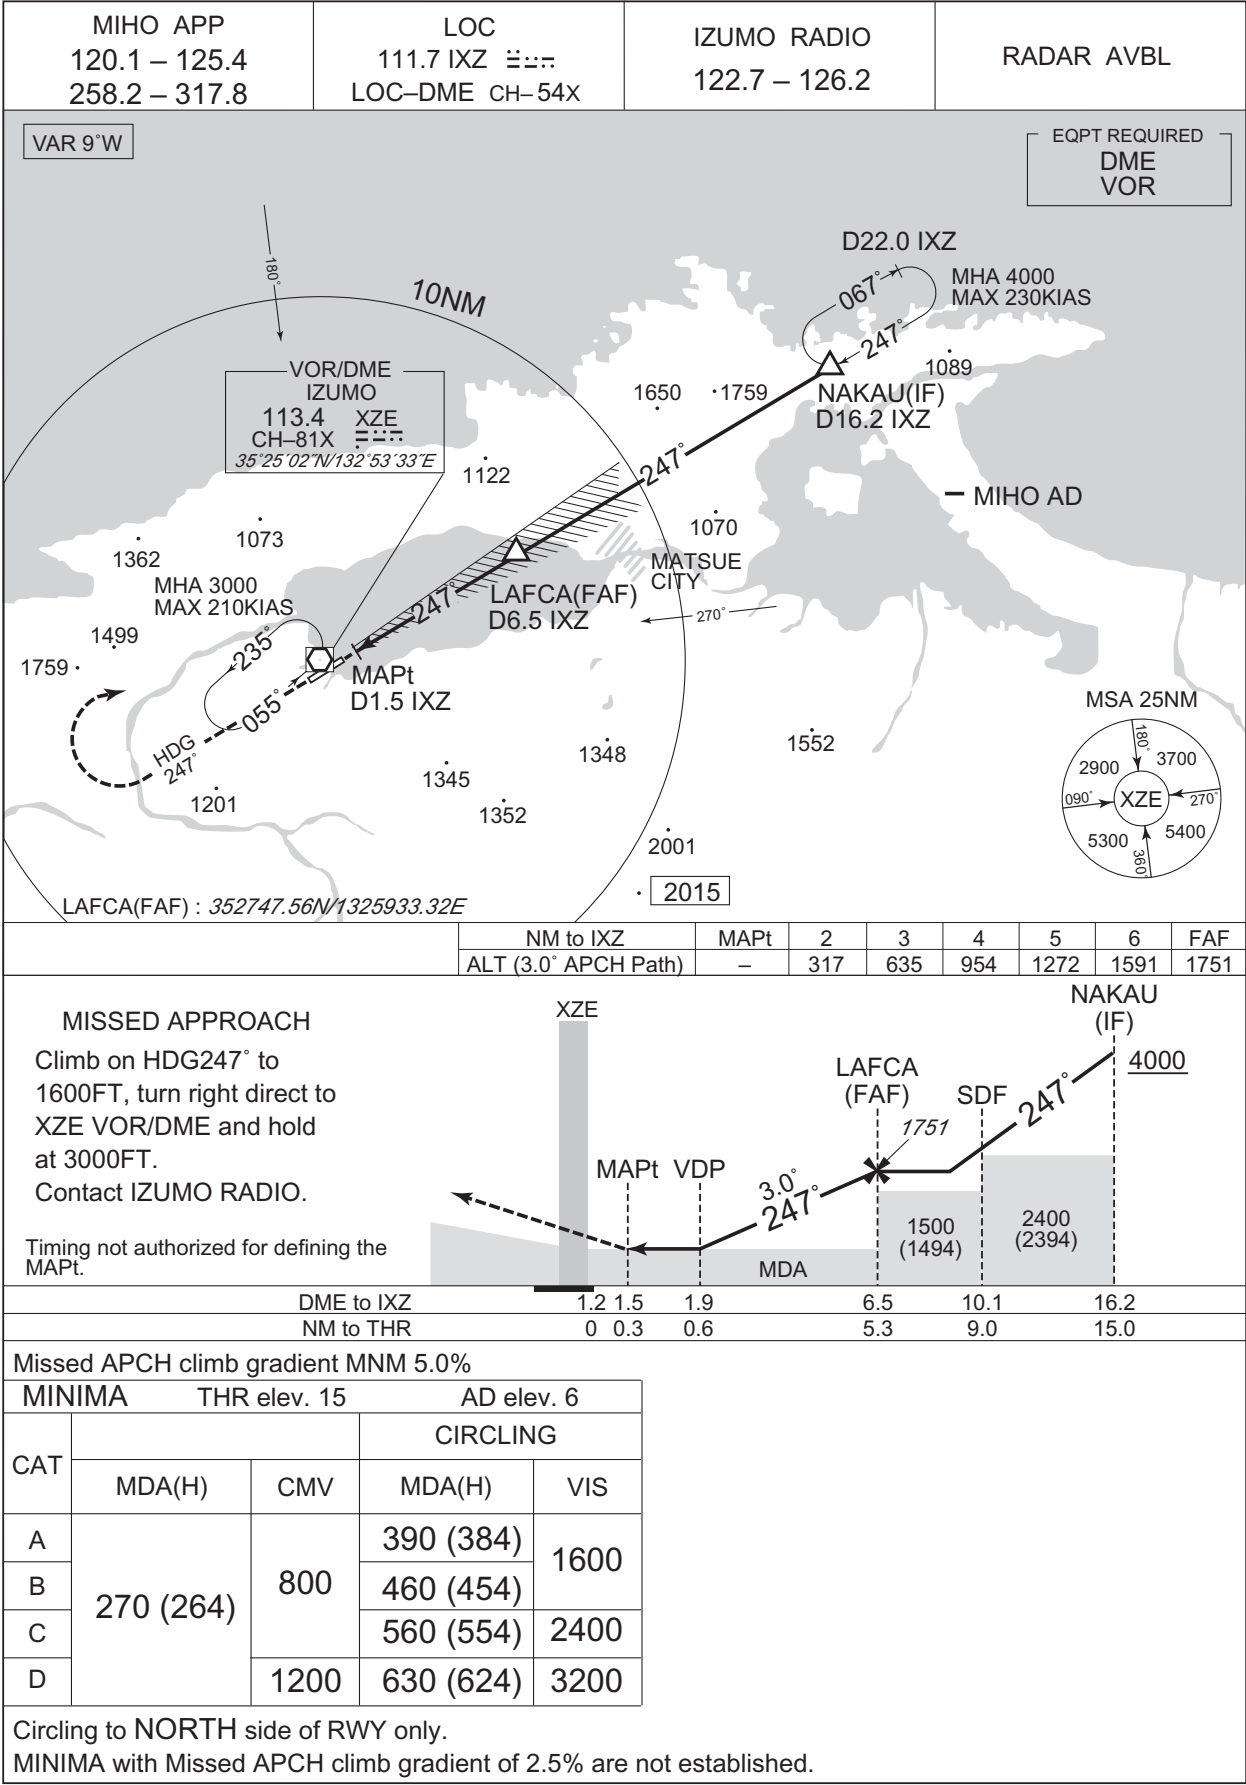 MIHO APP
120.1 – 125.4
258.2 – 317.8
LOC
111.7 IXZ
LOC–DME CH–54X
IZUMO RADIO
122.7 – 126.2
RADAR AVBL
VAR 9˚W
EQPT REQUIRED
DME
VOR
180˚
10NM
D22.0 IXZ
067˚
MHA 4000
MAX 230KIAS
247˚
1089
VOR/DME
IZUMO
113.4 XZE
CH–81X
35˚25´02˝N/132˚53´33˝E
1650
1759
NAKAU(IF)
D16.2 IXZ
247˚
1122
MIHO AD
1070
1073
1362
MATSUE
CITY
MHA 3000
MAX 210KIAS
247˚
LAFCA(FAF)
D6.5 IXZ
270˚
1499
235˚
1759
MAPt
D1.5 IXZ
055˚
MSA 25NM
HDG
247˚
1348
1552
1345
1201
1352
180˚
2900
3700
090˚
XZE
270˚
5300
5400
360˚
2001
2015
LAFCA(FAF) : 352747.56N/1325933.32E
NM to IXZ MAPt 2 3 4 5 6 FAF
ALT (3.0˚ APCH Path) – 317 635 954 1272 1591 1751
MISSED APPROACH
Climb on HDG247˚ to
1600FT, turn right direct to
XZE VOR/DME and hold
at 3000FT.
Contact IZUMO RADIO.
Timing not authorized for defining the
MAPt.
XZE
NAKAU
(IF)
4000
LAFCA
(FAF)
SDF
247˚
1751
MAPt VDP
3.0˚
247˚
1500
(1494)
2400
(2394)
MDA
DME to IXZ 1.2 1.5 1.9 6.5 10.1 16.2
NM to THR 0 0.3 0.6 5.3 9.0 15.0
Missed APCH climb gradient MNM 5.0%
MINIMA THR elev. 15 AD elev. 6
CAT
CIRCLING
MDA(H) CMV MDA(H) VIS
A
B
C
D
270 (264)
800
1200
390 (384)
460 (454)
560 (554)
630 (624)
1600
2400
3200
Circling to NORTH side of RWY only.
MINIMA with Missed APCH climb gradient of 2.5% are not established.